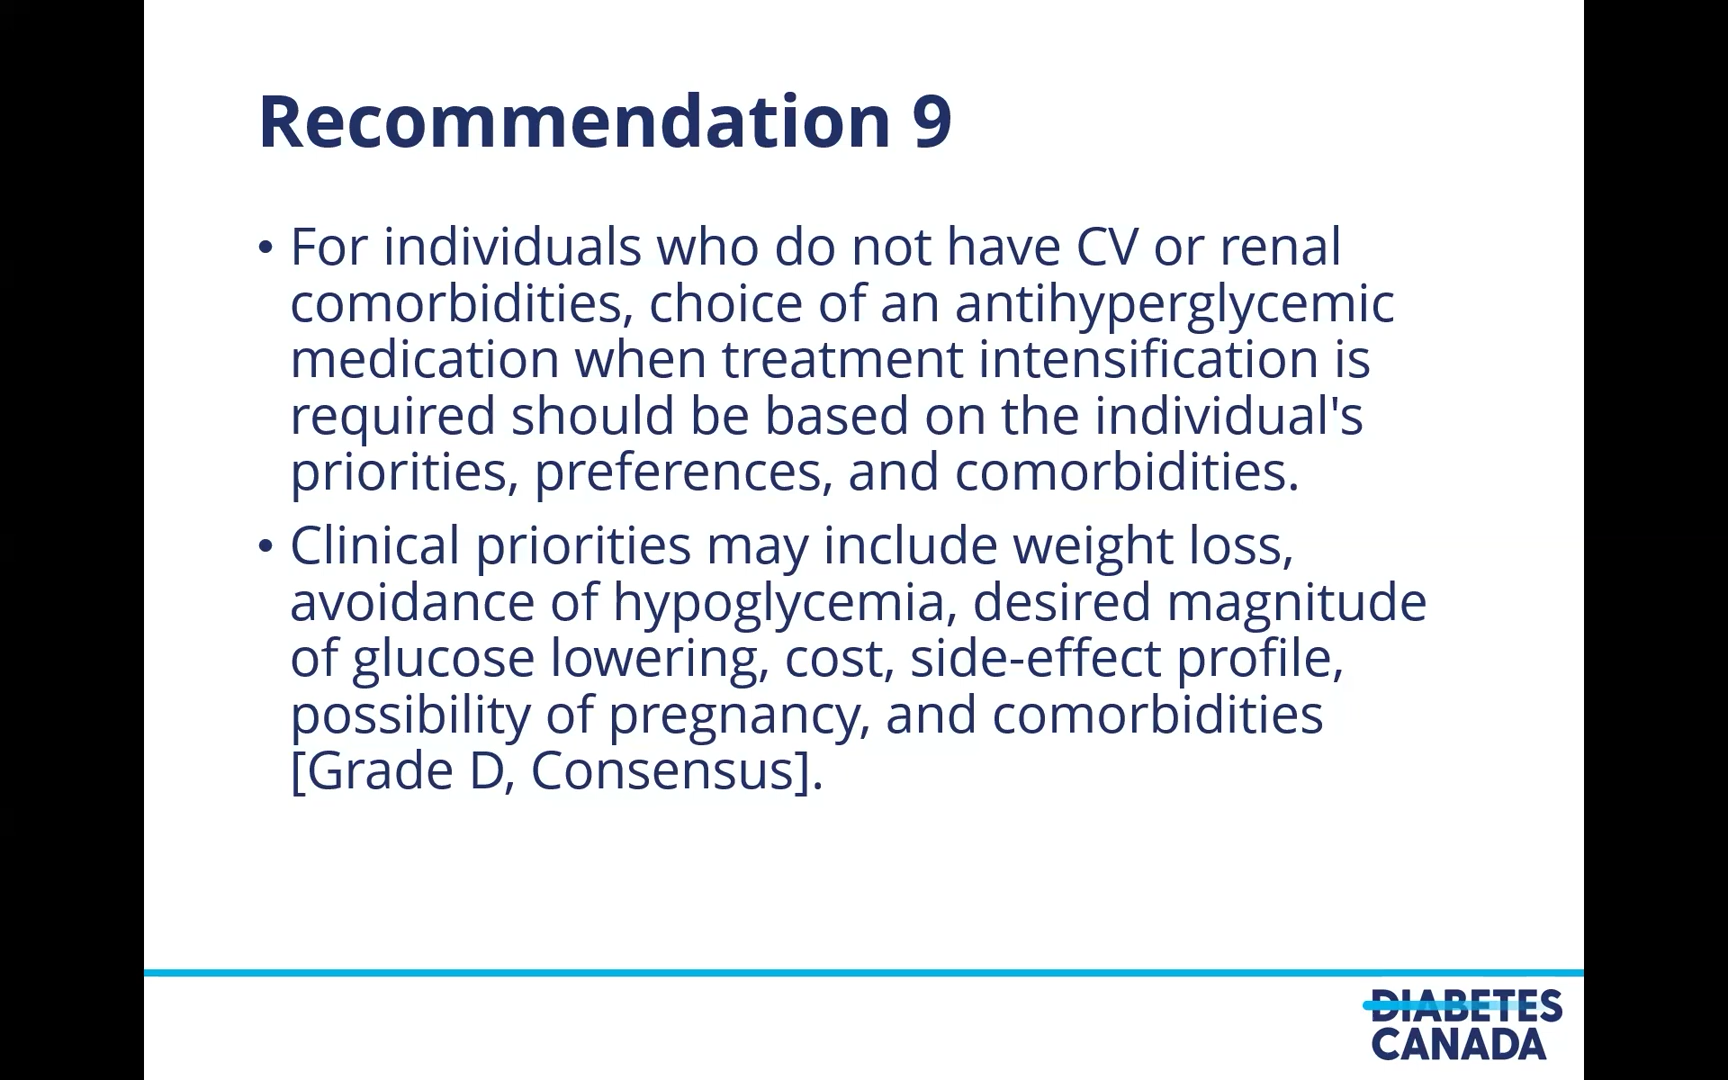 Recommendation 9
• For individuals who do not have CV or renal
comorbidities, choice of an antihyperglycemic
medication when treatment intensification is
required should be based on the individual's
priorities, preferences, and comorbidities.
• Clinical priorities may include weight loss,
avoidance of hypoglycemia, desired magnitude
of glucose lowering, cost, side-effect profile,
possibility of pregnancy, and comorbidities
[Grade D, Consensus].
DIABETES
CANADA